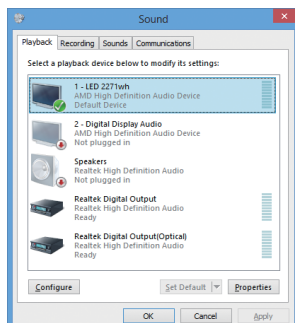 Sound
Playback Recording Sounds Communications
Select a playback device below to modify its settings:
1 - LED 2271wh
AMD High Definition Audio Device
Default Device
2 - Digital Display Audio
AMD High Definition Audio Device
Not plugged in
Speakers
Realtek High Definition Audio
Not plugged in
Realtek Digital Output
Realtek High Definition Audio
Ready
Realtek Digital Output(Optical)
Realtek High Definition Audio
Ready
Configure Set Default Properties
OK Cancel Apply